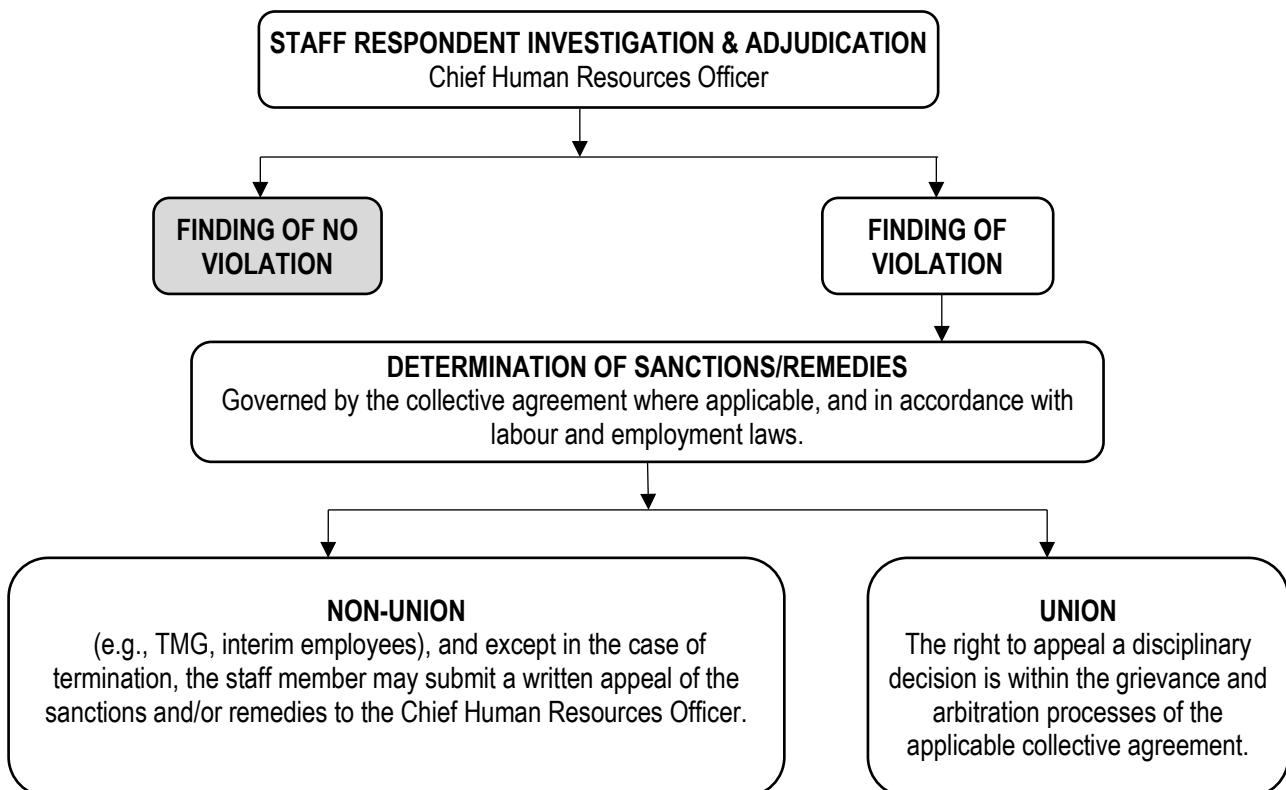 STAFF RESPONDENT INVESTIGATION & ADJUDICATION
Chief Human Resources Officer
FINDING OF NO
VIOLATION
FINDING OF
VIOLATION
DETERMINATION OF SANCTIONS/REMEDIES
Governed by the collective agreement where applicable, and in accordance with
labour and employment laws.
NON-UNION
(e.g., TMG, interim employees), and except in the case of
termination, the staff member may submit a written appeal of the
sanctions and/or remedies to the Chief Human Resources Officer.
UNION
The right to appeal a disciplinary
decision is within the grievance and
arbitration processes of the
applicable collective agreement.